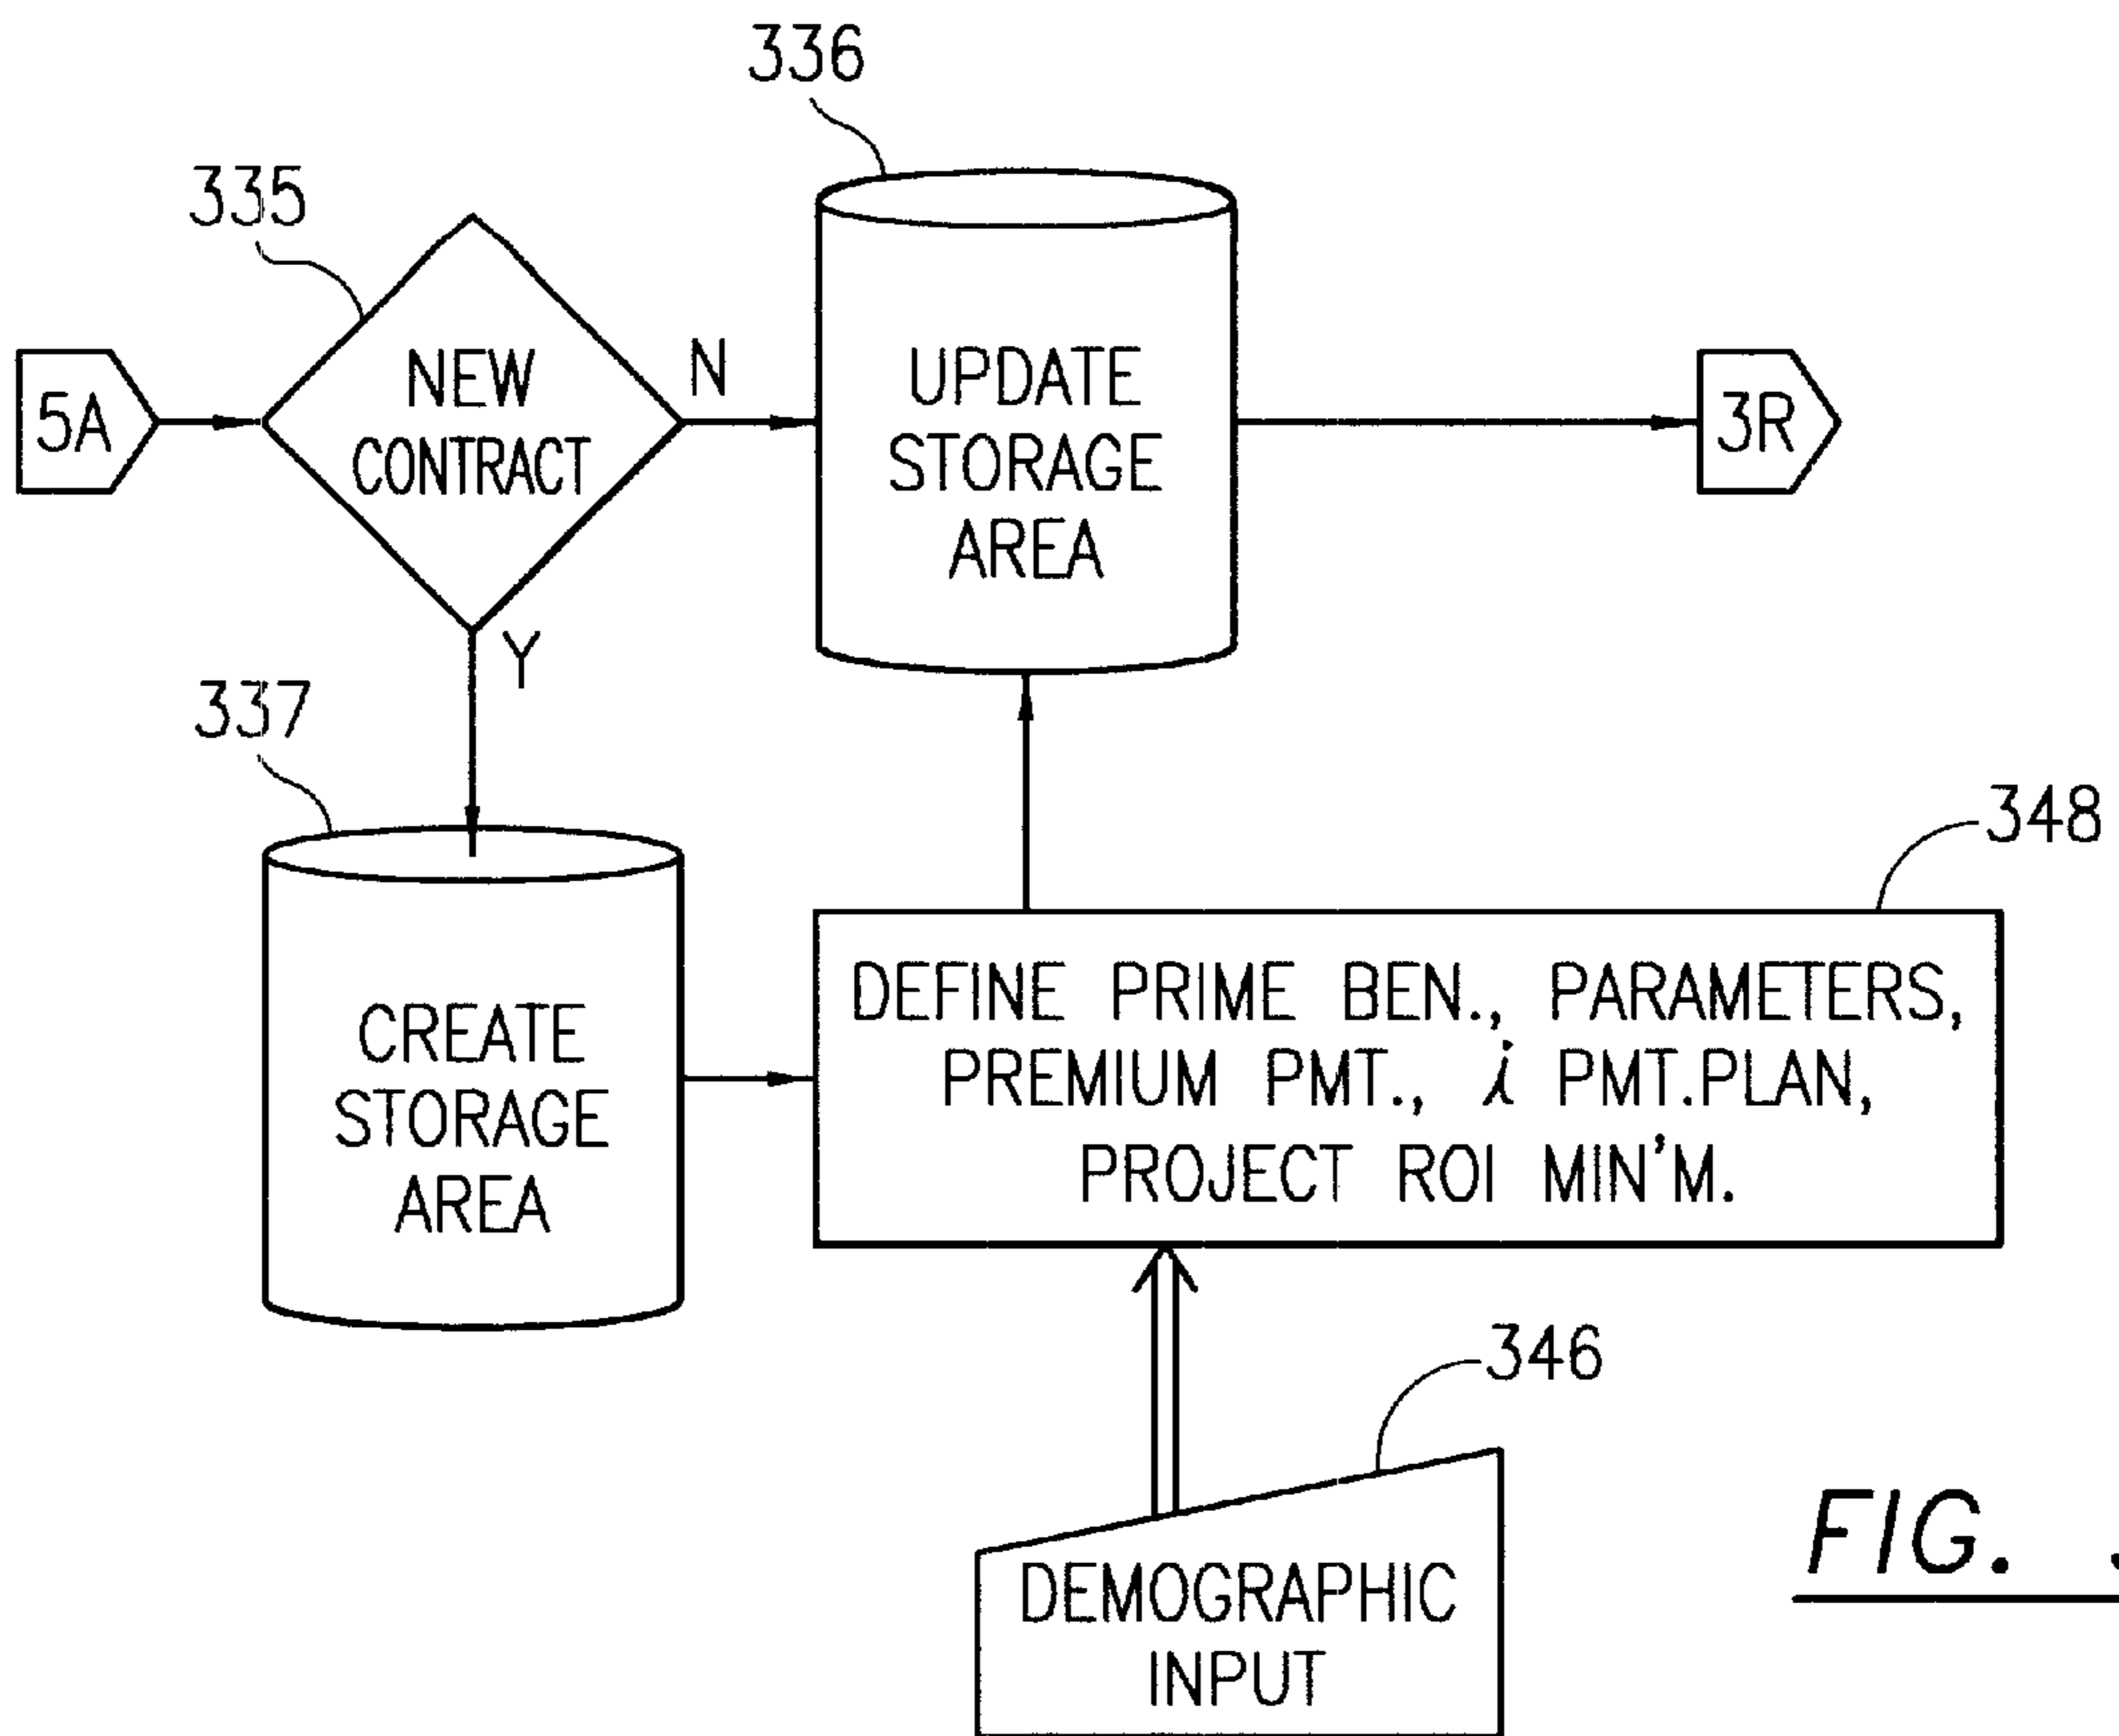 336
335
5A
NEW
CONTRACT
N
Y
UPDATE
STORAGE
AREA
3R
337
CREATE
STORAGE
AREA
348
DEFINE PRIME BEN., PARAMETERS,
PREMIUM PMT., i PMT.PLAN,
PROJECT ROI MIN'M.
346
DEMOGRAPHIC
INPUT
FIG.